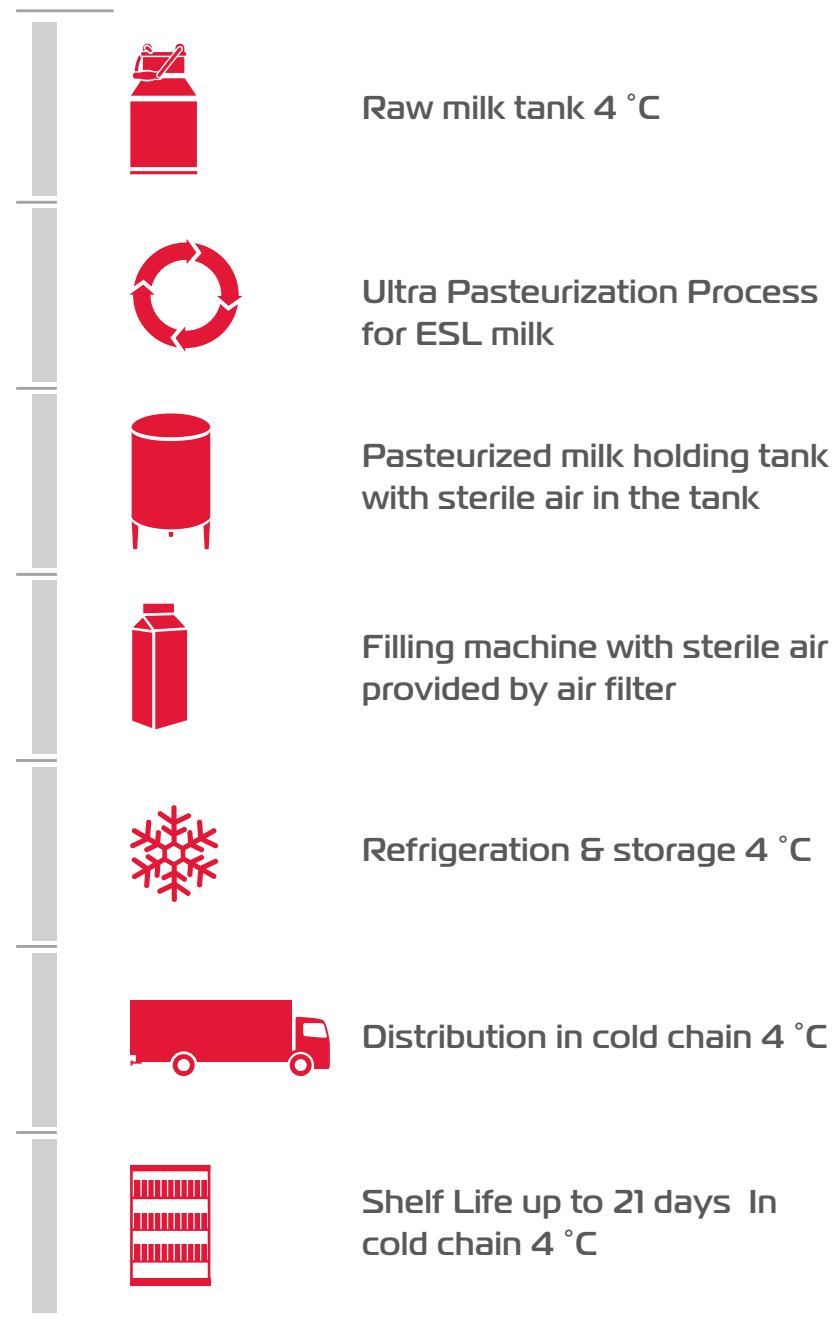 Raw milk tank 4 ˚C
Ultra Pasteurization Process
for ESL milk
Pasteurized milk holding tank
with sterile air in the tank
Filling machine with sterile air
provided by air filter
Refrigeration & storage 4 ˚C
Distribution in cold chain 4 ˚C
Shelf Life up to 21 days  In
cold chain 4 ˚C